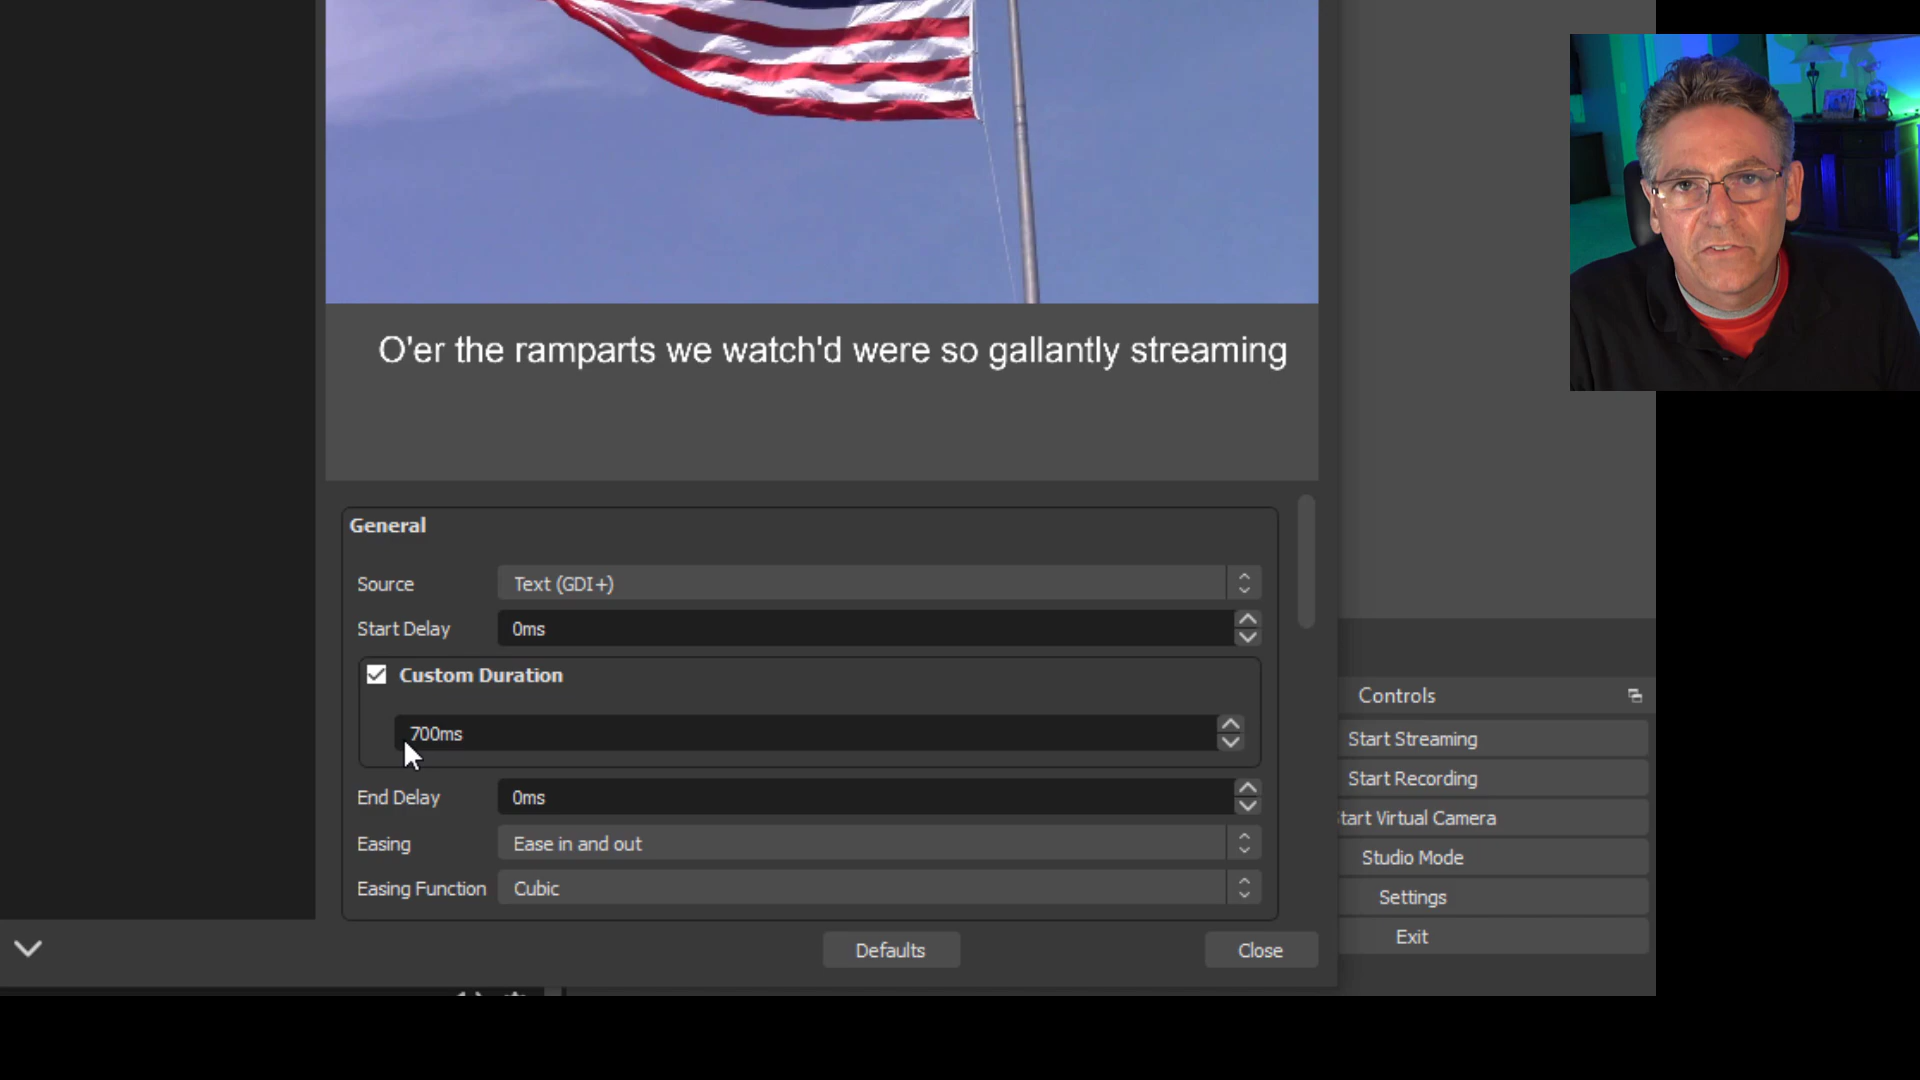 O'er the ramparts we watch'd were so gallantly streaming
General
Source
Text (GDI+)
Start Delay
0ms
Custom Duration
700ms
End Delay
0ms
Easing
Ease in and out
Easing Function
Cubic
Defaults
Close
Controls
Start Streaming
Start Recording
tart Virtual Camera
Studio Mode
Settings
Exit